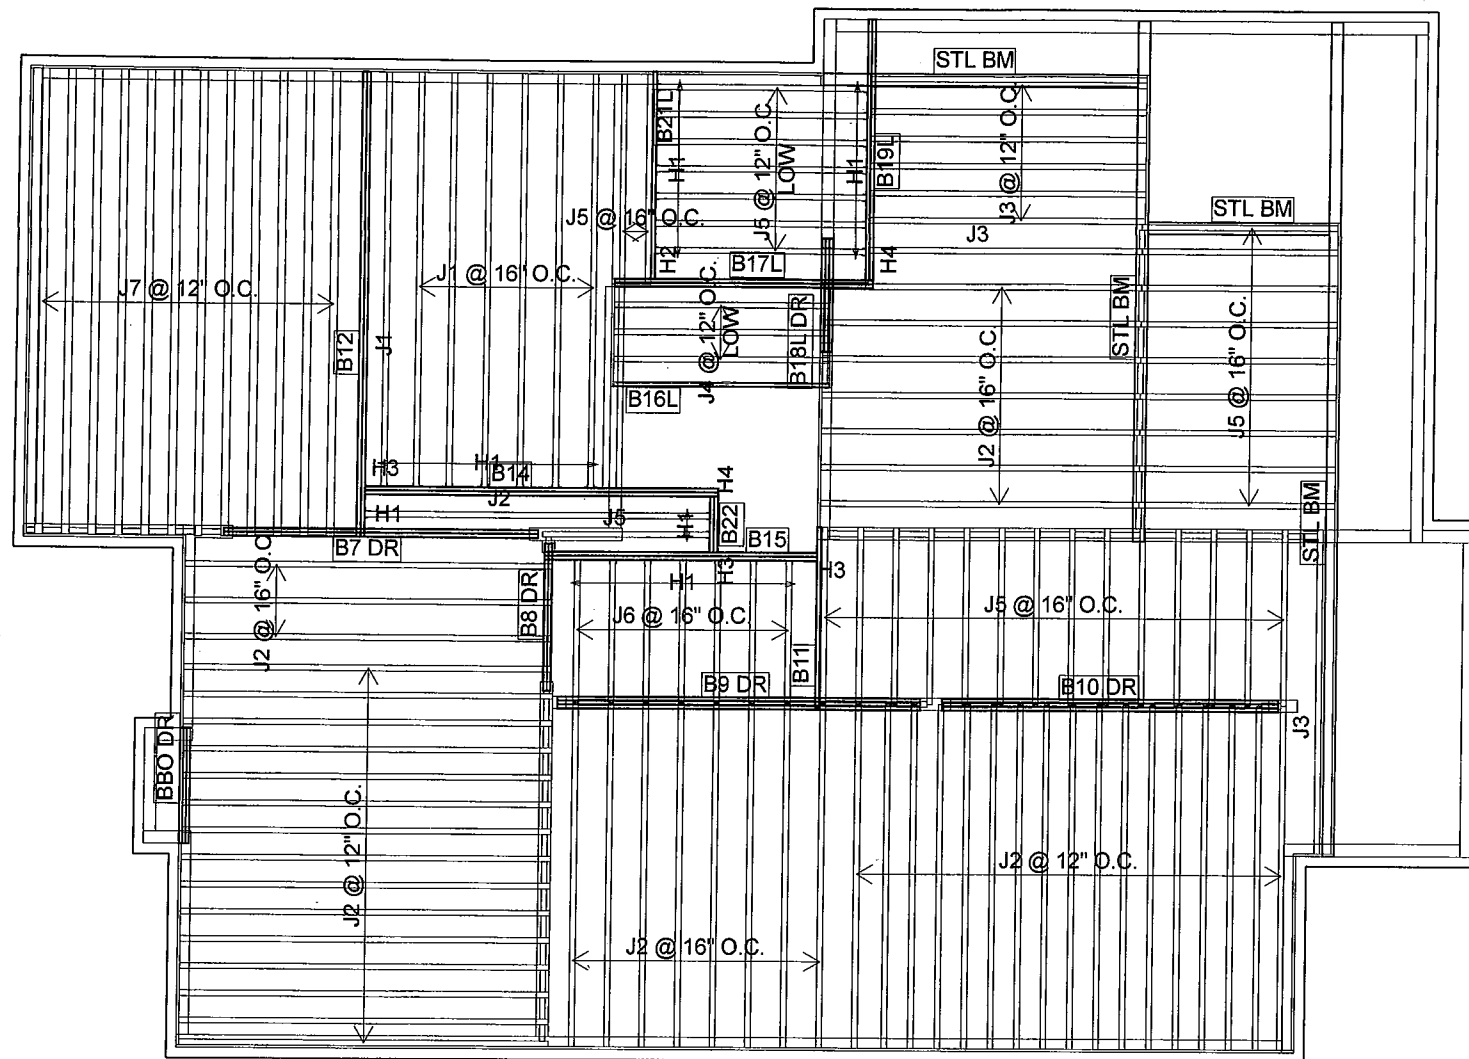 STL BM
B21L
H1
J5 @ 12" O.C.
LOW
H1
B19L
J3 @ 12" O.C.
J5 @ 16" O.C.
J3
STL BM
H2
B17L
H4
J7 @ 12" O.C.
J1 @ 16" O.C.
J4 @ 12" O.C.
LOW
B18L DR
STL BM
B12
J1
B16L
J2 @ 16" O.C.
J5 @ 16" O.C.
H3
H1
B14
H4
J2
H1
J5
H1
B22
B15
STL BM
B7 DR
J2 @ 16" O.C.
B8 DR
H3
H1
H3
J6 @ 16" O.C.
J5 @ 16" O.C.
B11
B9 DR
B10 DR
J3
BBO DR
J2 @ 12" O.C.
J2 @ 12" O.C.
J2 @ 16" O.C.